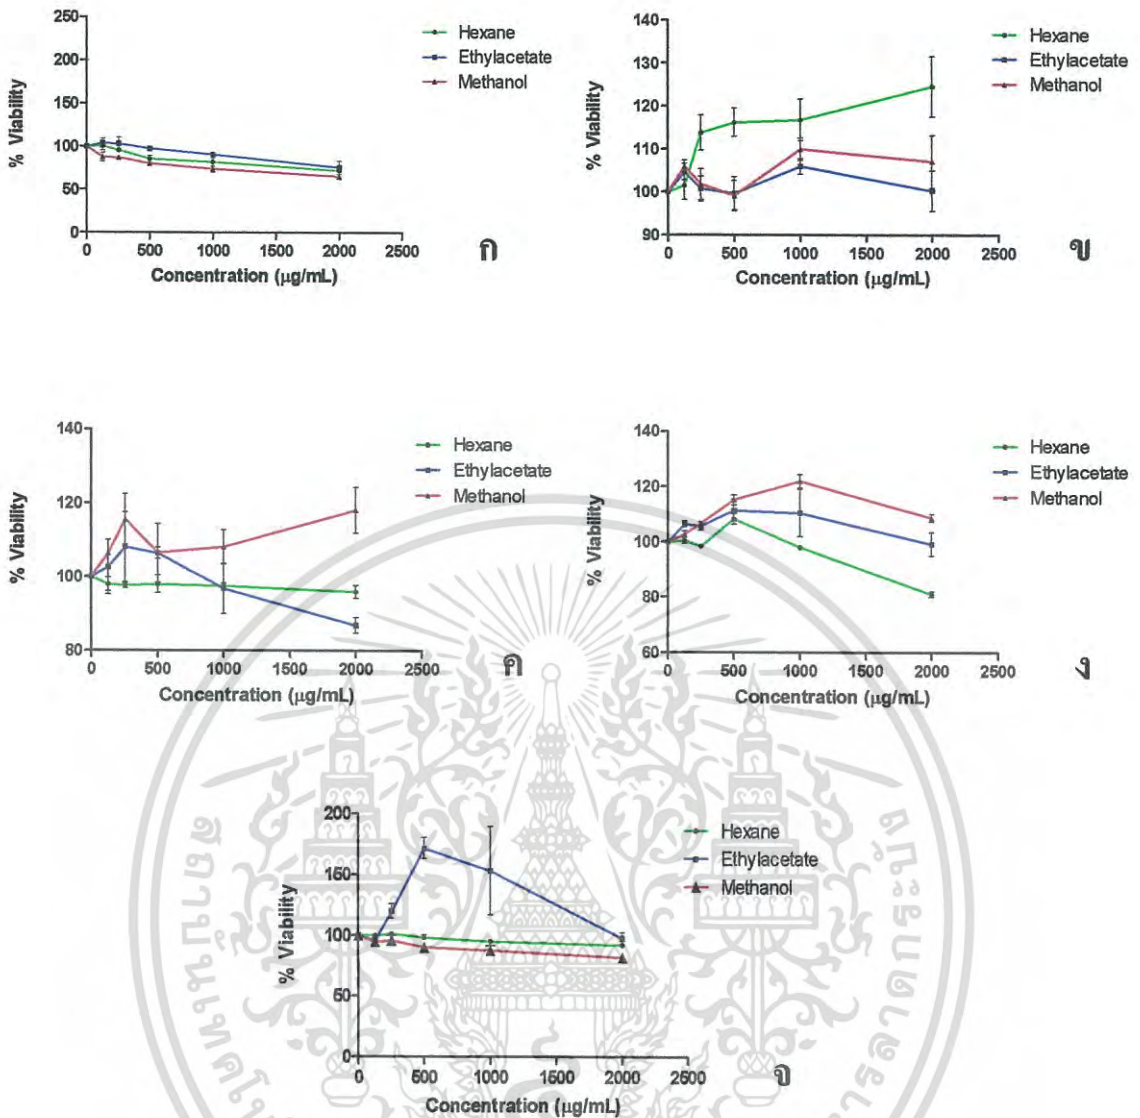 250
200
150
100
50
0
0 500 1000 1500 2000 2500
% Viability
Concentration (μg/mL)
Hexane
Ethylacetate
Methanol
ก
140
130
120
110
100
90
0 500 1000 1500 2000 2500
% Viability
Concentration (μg/mL)
Hexane
Ethylacetate
Methanol
ข
140
120
100
80
0 500 1000 1500 2000 2500
% Viability
Concentration (μg/mL)
Hexane
Ethylacetate
Methanol
ค
140
120
100
80
60
0 500 1000 1500 2000 2500
% Viability
Concentration (μg/mL)
Hexane
Ethylacetate
Methanol
ง
200
150
100
50
0
0 500 1000 1500 2000 2500
% Viability
Concentration (μg/mL)
Hexane
Ethylacetate
Methanol
จ